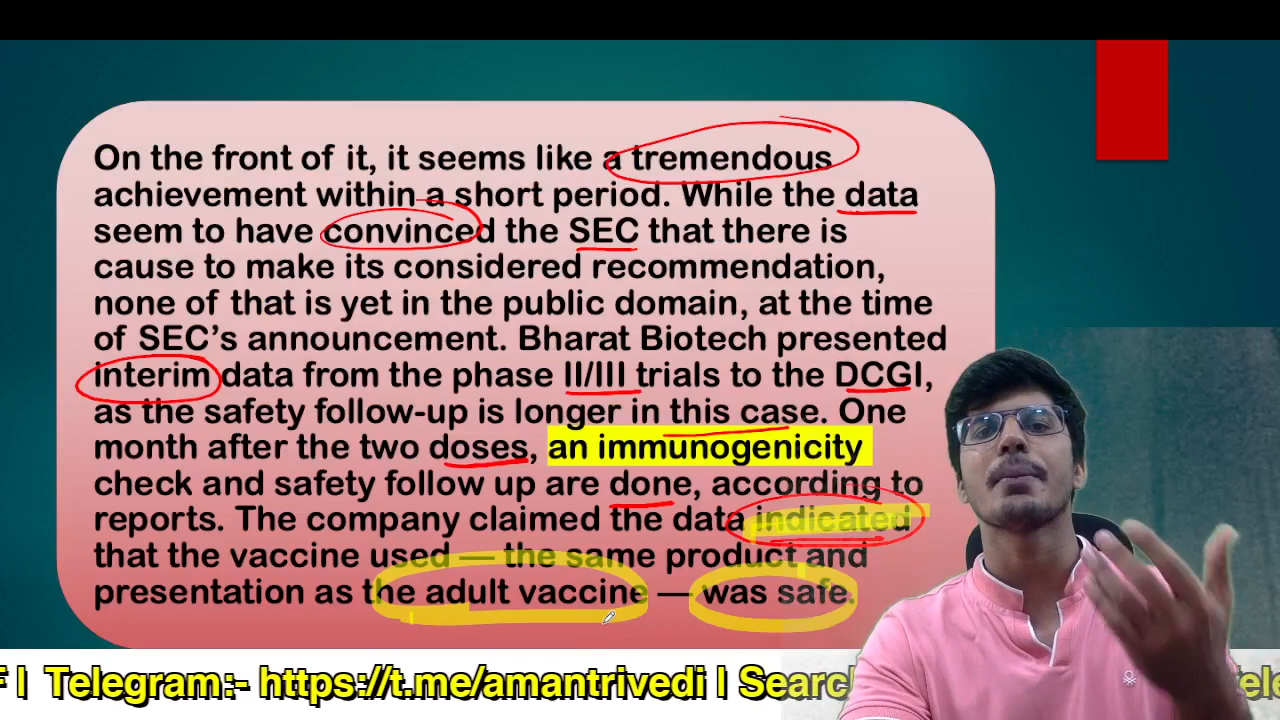 On the front of it, it seems like a tremendous
achievement within a short period. While the data
seem to have convinced the SEC that there is
cause to make its considered recommendation,
none of that is yet in the public domain, at the time
of SEC’s announcement. Bharat Biotech presented
interim data from the phase II/III trials to the DCGI,
as the safety follow-up is longer in this case. One
month after the two doses, an immunogenicity
check and safety follow up are done, according to
reports. The company claimed the data indicated
that the vaccine used — the same product and
presentation as the adult vaccine — was safe.
l Telegram:- https://t.me/amantrivedi l Search